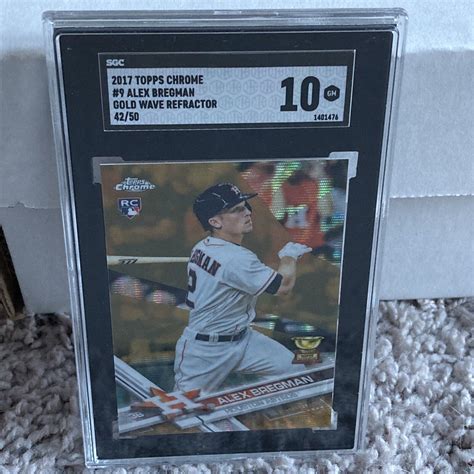 SGC
2017 TOPPS CHROME
#9 ALEX BREGMAN
GOLD WAVE REFRACTOR
42/50
10 GM
1401476
Topps
Chrome
RC
2
ALEX BREGMAN